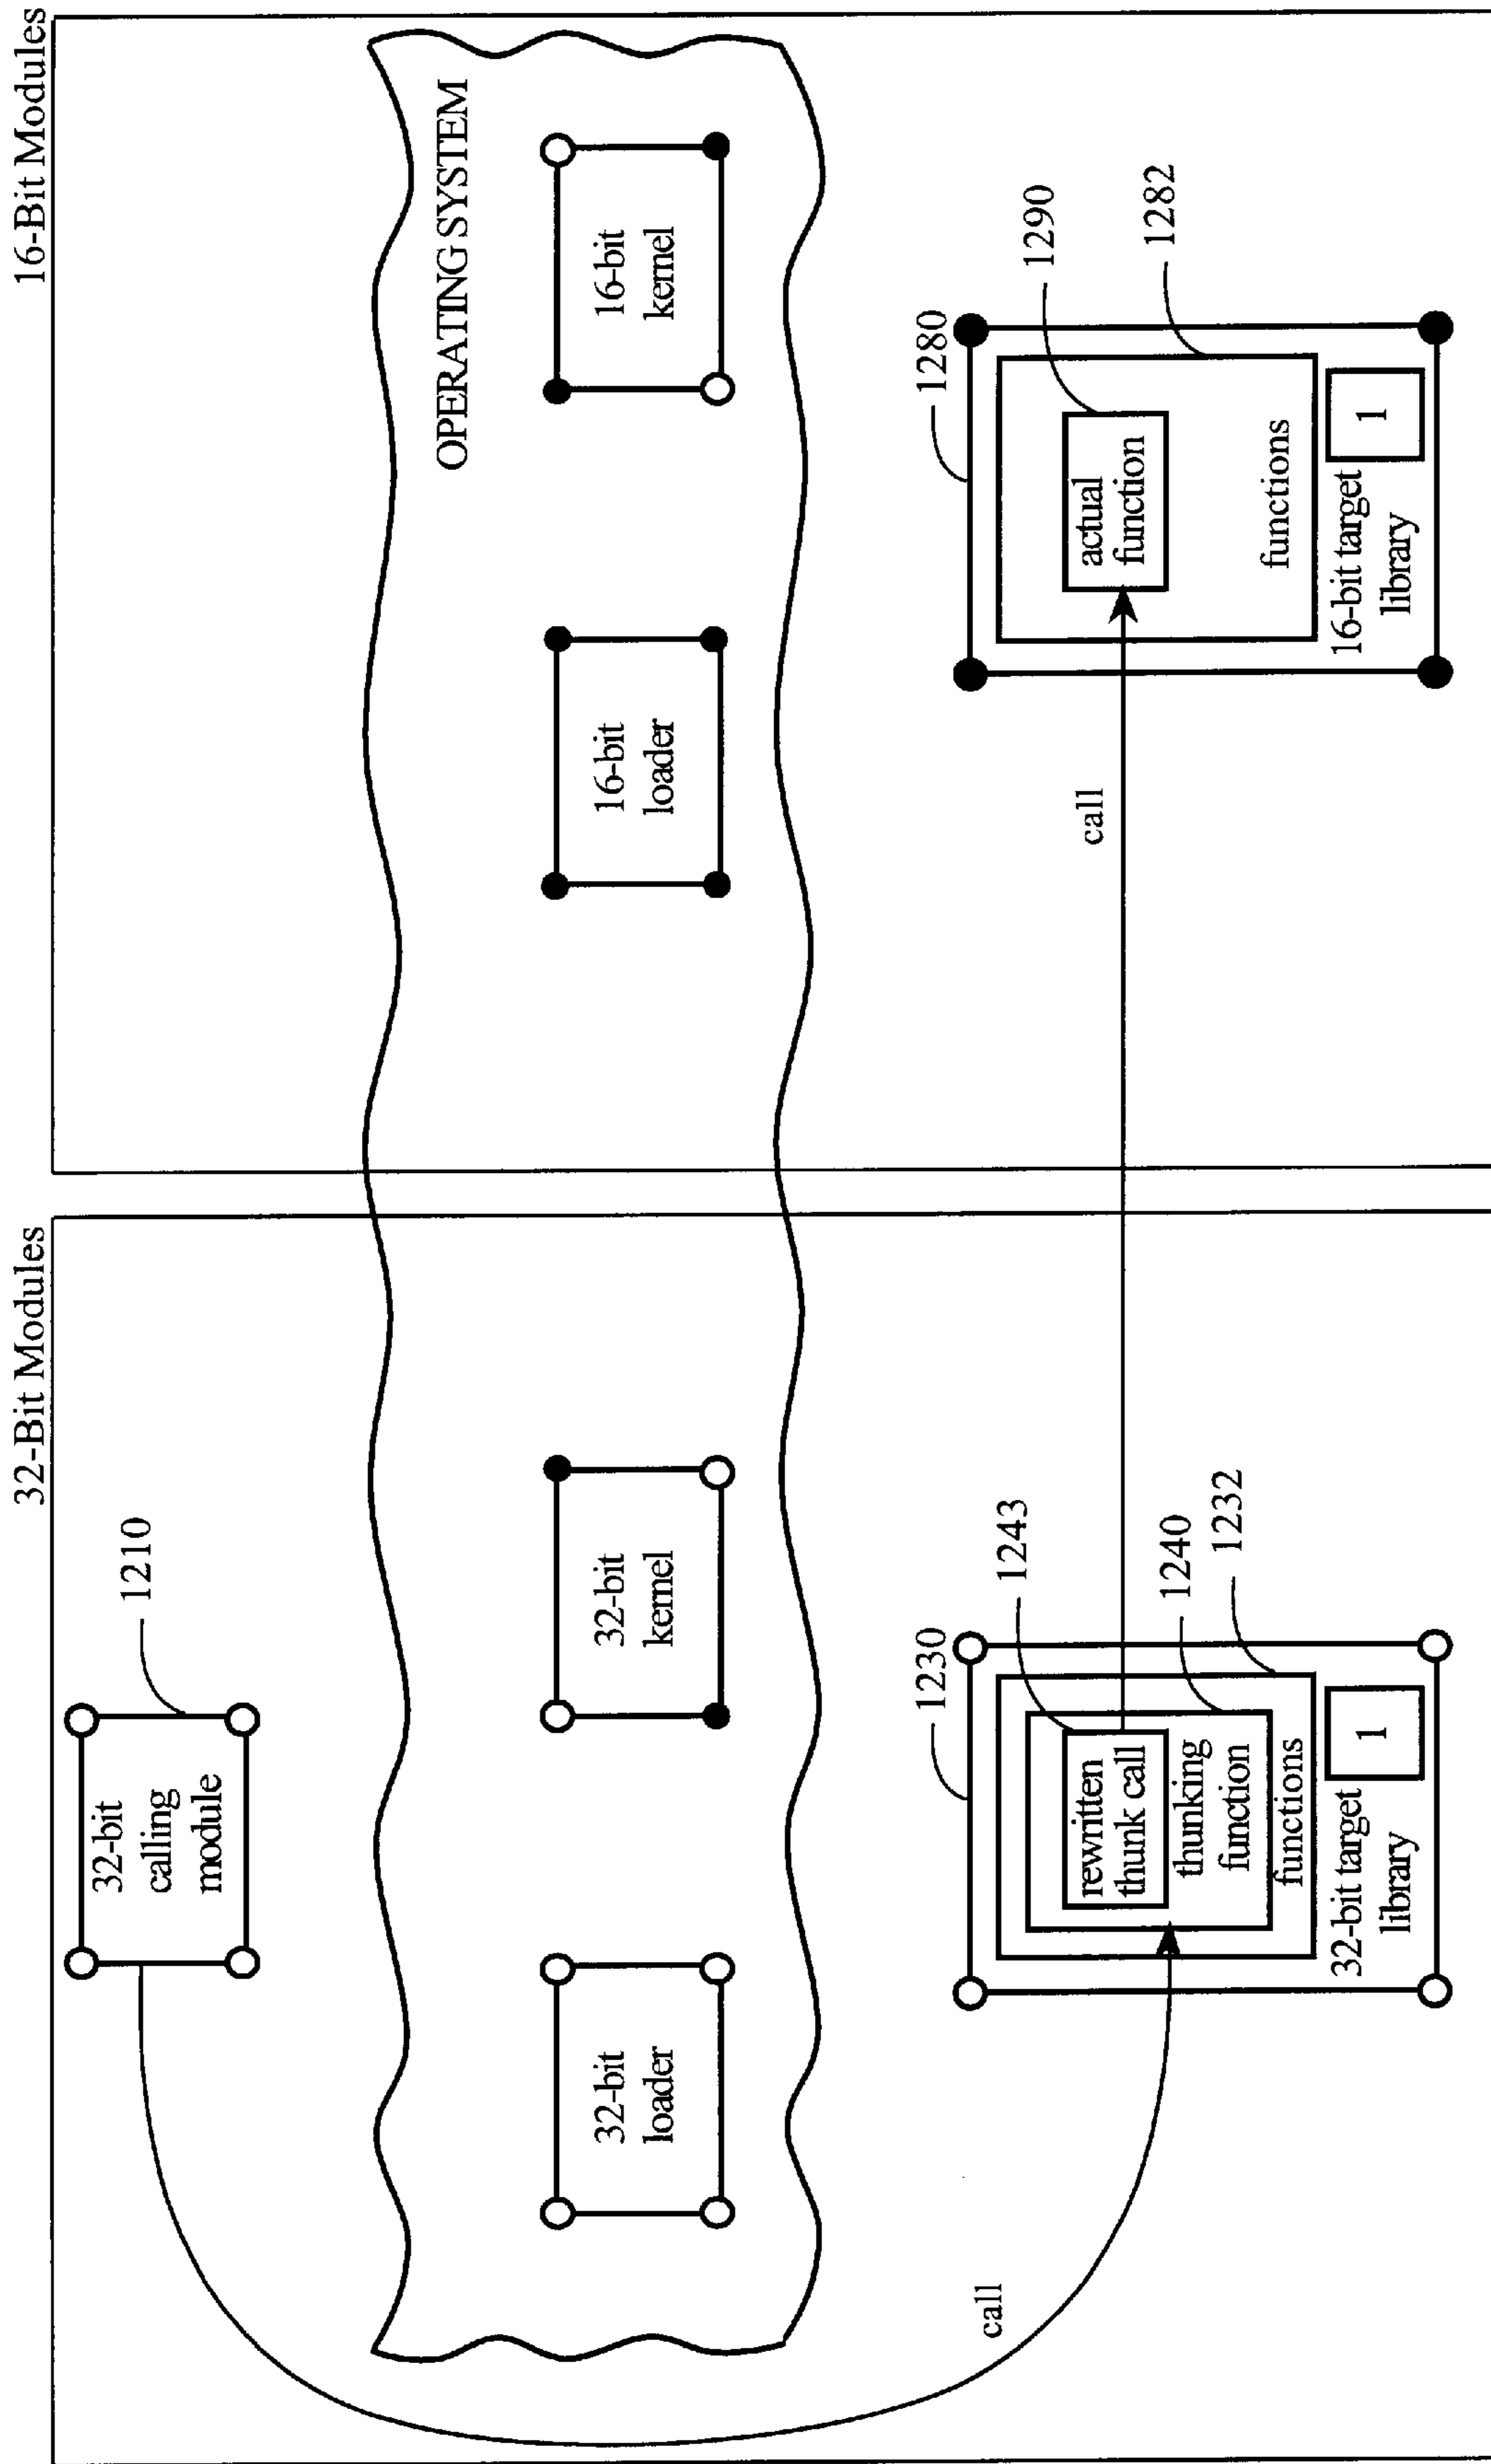 32-Bit Modules
16-Bit Modules
32-bit
calling
module
1210
OPERATING SYSTEM
32-bit
loader
32-bit
kernel
16-bit
loader
16-bit
kernel
call
1230
1243
1240
1232
rewritten
thunk call
thunking
function
functions
32-bit target
library
1
call
1280
1290
1282
actual
function
functions
16-bit target
library
1